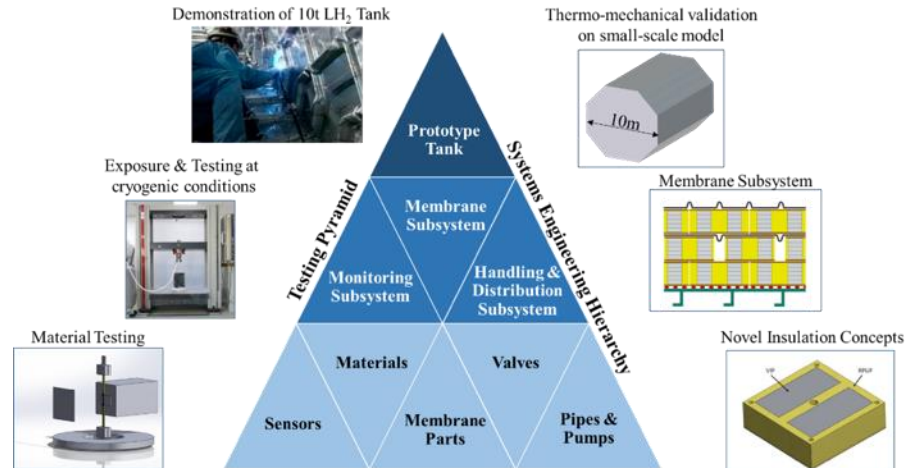 Demonstration of 10t LH₂ Tank
Thermo-mechanical validation
on small-scale model
10m
Prototype
Tank
Exposure & Testing at
cryogenic conditions
Testing Pyramid
Systems Engineering Hierarchy
Membrane Subsystem
Membrane
Subsystem
Monitoring
Subsystem
Handling &
Distribution
Subsystem
Material Testing
Novel Insulation Concepts
Materials
Valves
VIP
RPUF
Sensors
Membrane
Parts
Pipes &
Pumps